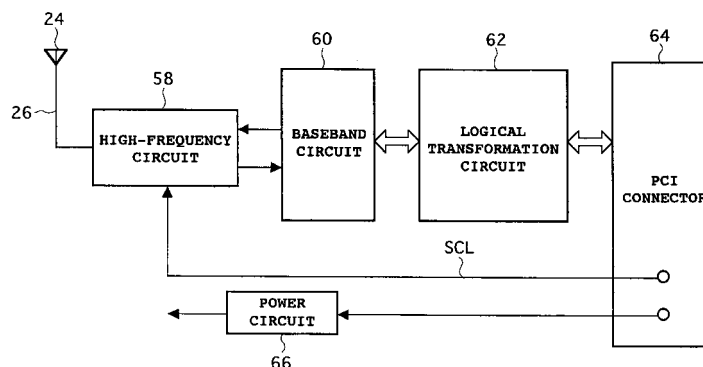 24
26
58
HIGH-FREQUENCY
CIRCUIT
60
BASEBAND
CIRCUIT
62
LOGICAL
TRANSFORMATION
CIRCUIT
64
PCI
CONNECTOR
SCL
POWER
CIRCUIT
66